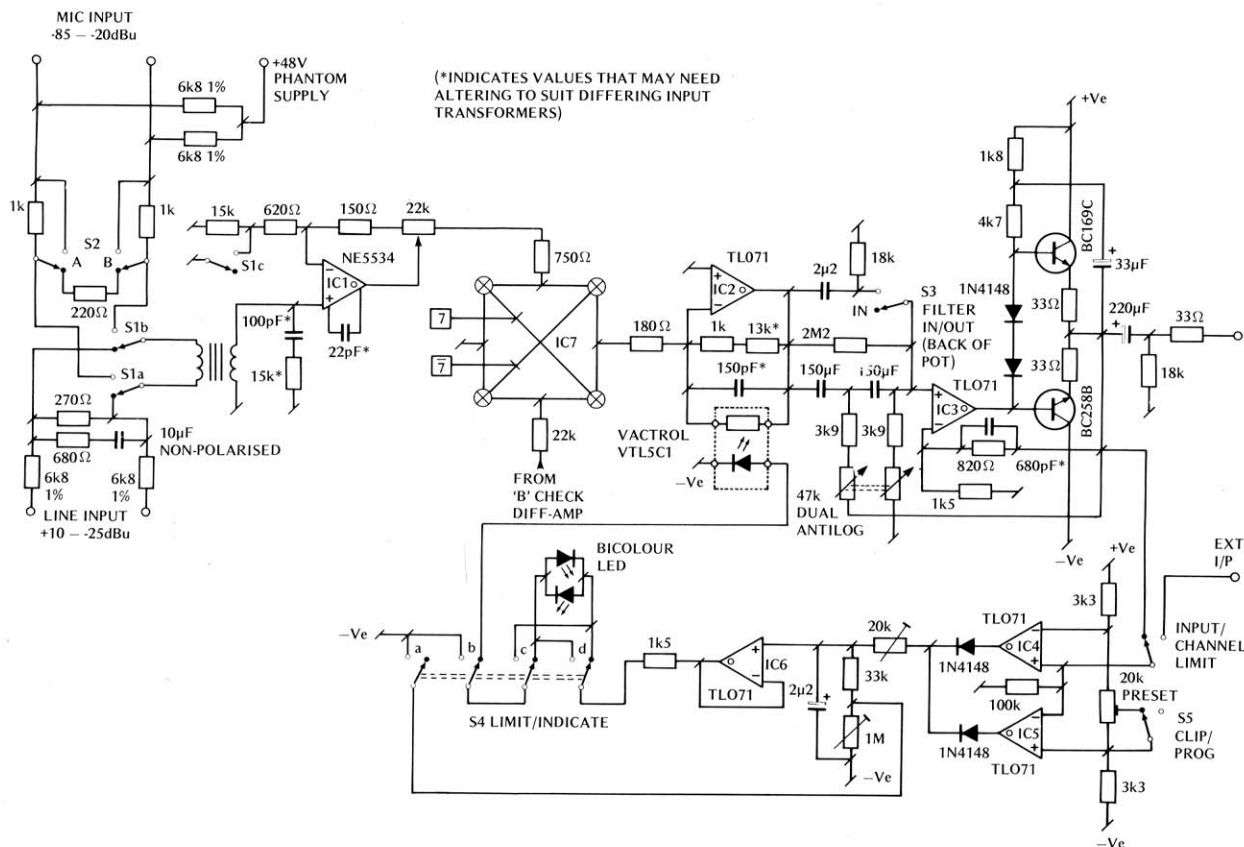 MIC INPUT
-85 – -20dBu
+48V
PHANTOM
SUPPLY
6k8 1%
6k8 1%
(*INDICATES VALUES THAT MAY NEED
ALTERING TO SUIT DIFFERING INPUT
TRANSFORMERS)
1k
1k
S2
A
B
220Ω
S1b
S1a
270Ω
680Ω
10µF
NON-POLARISED
6k8
1%
6k8
1%
LINE INPUT
+10 – -25dBu
15k
620Ω
150Ω
22k
S1c
NE5534
IC1
100pF*
22pF*
15k*
750Ω
7
7̅
IC7
22k
FROM
'B' CHECK
DIFF-AMP
180Ω
TL071
IC2
2µ2
18k
IN
S3
FILTER
IN/OUT
(BACK OF
POT)
1k
13k*
2M2
150pF*
150µF
150µF
VACTROL
VTL5C1
–Ve
3k9
3k9
47k
DUAL
ANTILOG
TLO71
IC3
820Ω
680pF*
1k5
+Ve
1k8
4k7
BC169C
1N4148
33Ω
33Ω
33µF
220µF
33Ω
18k
BC258B
–Ve
BICOLOUR
LED
–Ve
a
b
c
d
S4 LIMIT/INDICATE
1k5
IC6
TLO71
2µ2
20k
33k
1M
–Ve
TLO71
IC4
1N4148
100k
1N4148
IC5
TLO71
+Ve
3k3
20k
PRESET
S5
CLIP/
PROG
3k3
–Ve
INPUT/
CHANNEL
LIMIT
EXT
I/P